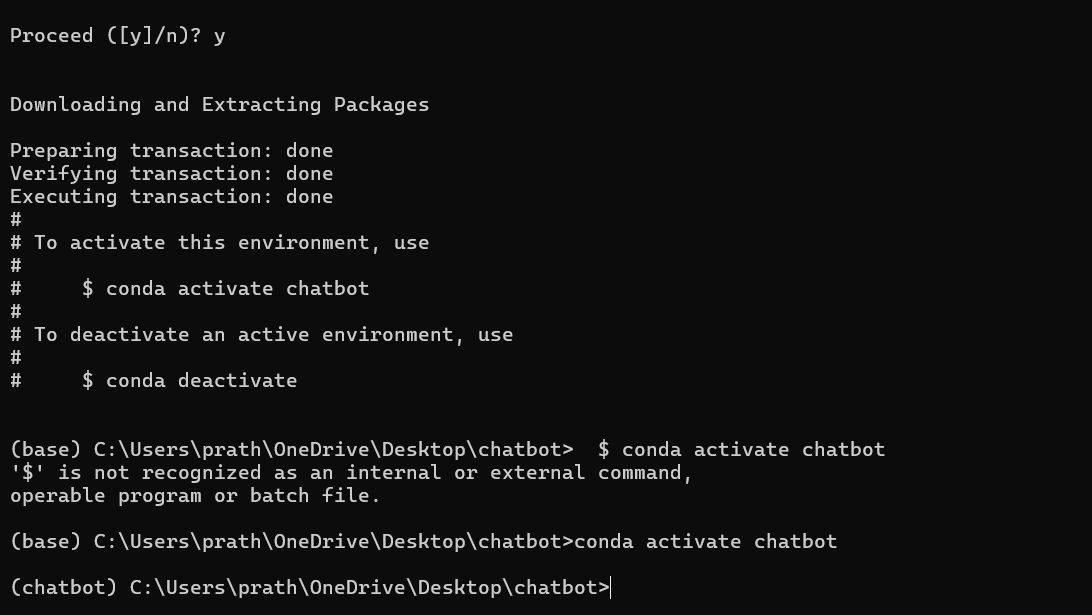 Proceed ([y]/n)? y
Downloading and Extracting Packages
Preparing transaction: done
Verifying transaction: done
Executing transaction: done
#
# To activate this environment, use
#
#     $ conda activate chatbot
#
# To deactivate an active environment, use
#
#     $ conda deactivate
(base) C:\Users\prath\OneDrive\Desktop\chatbot>  $ conda activate chatbot
'$' is not recognized as an internal or external command,
operable program or batch file.
(base) C:\Users\prath\OneDrive\Desktop\chatbot>conda activate chatbot
(chatbot) C:\Users\prath\OneDrive\Desktop\chatbot>